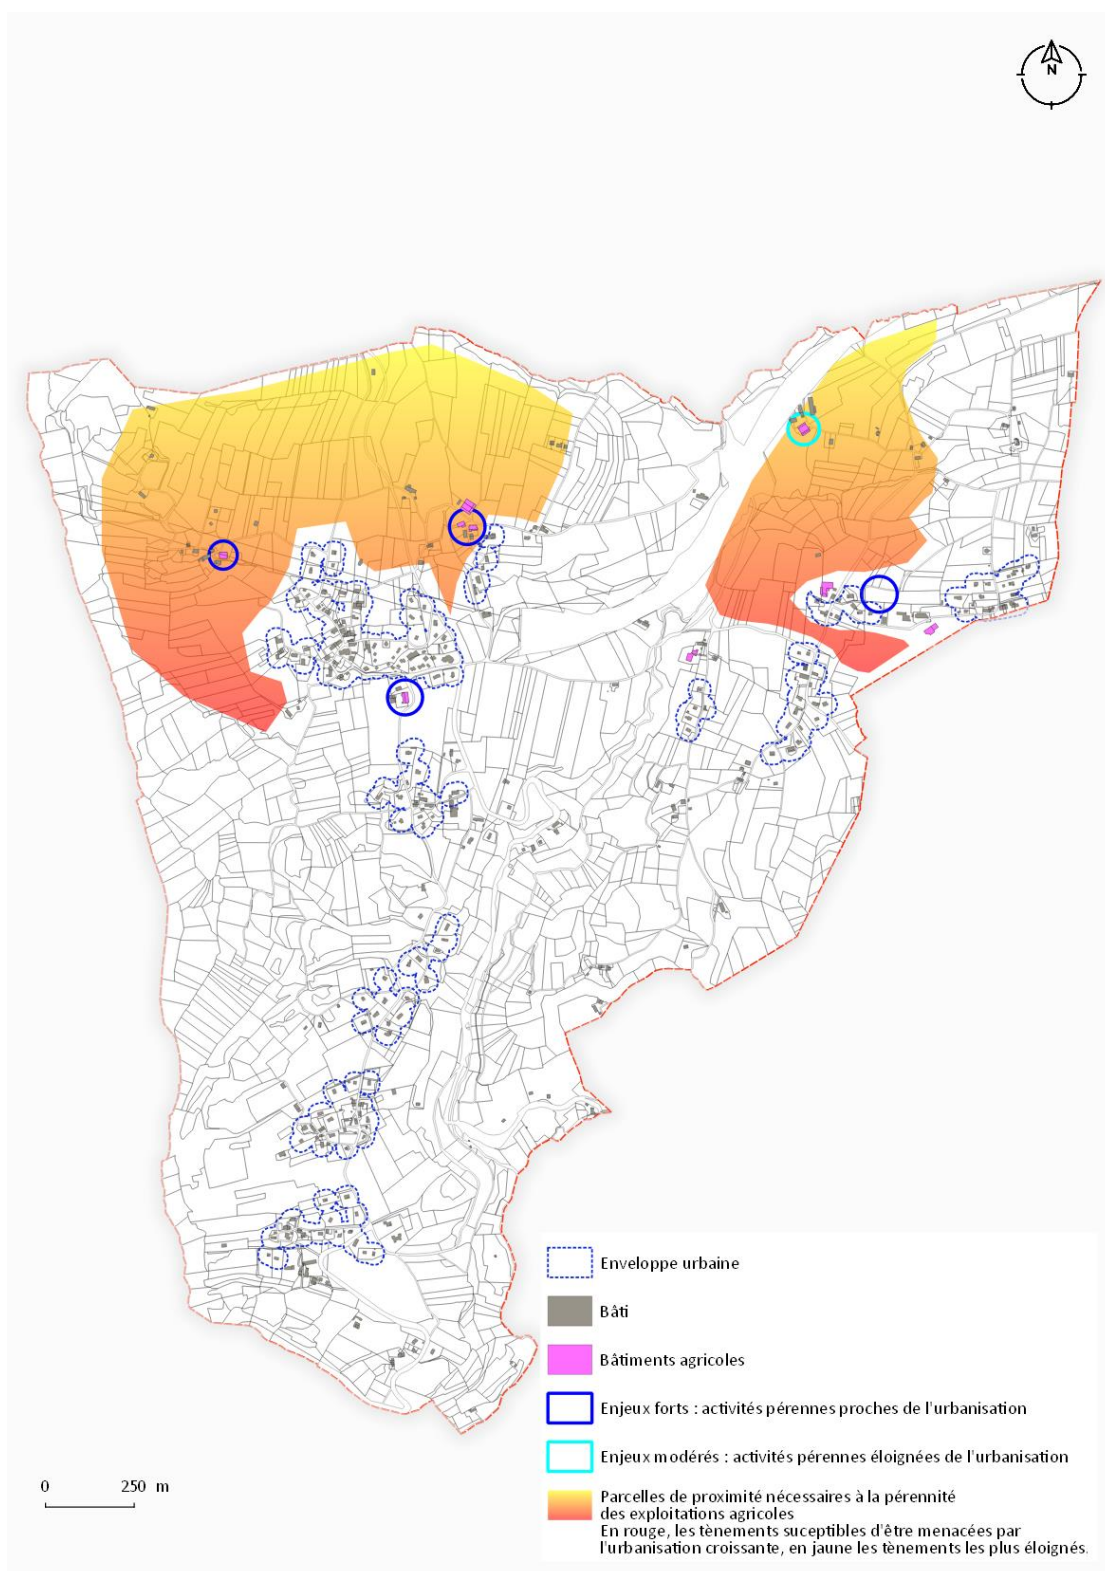 N
Enveloppe urbaine
Bâti
Bâtiments agricoles
Enjeux forts : activités pérennes proches de l'urbanisation
Enjeux modérés : activités pérennes éloignées de l'urbanisation
Parcelles de proximité nécessaires à la pérennité
des exploitations agricoles
En rouge, les tènements suceptibles d'être menacées par
l'urbanisation croissante, en jaune les tènements les plus éloignés.
0 250 m